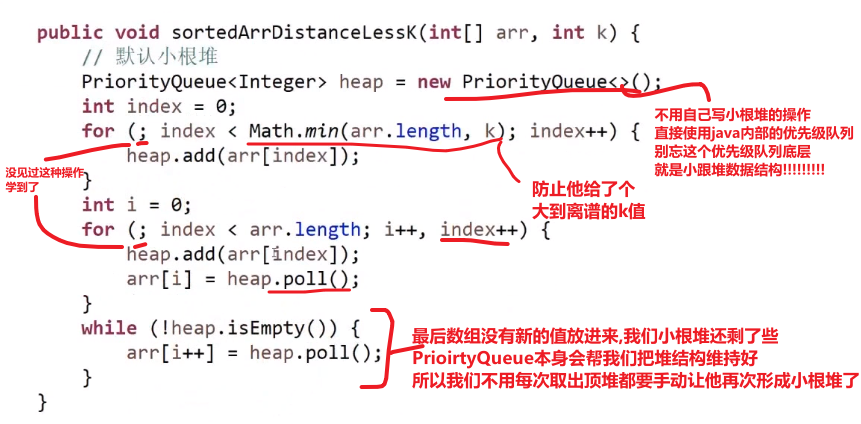 public void sortedArrDistanceLessK(int[] arr, int k) {
// 默认小根堆
PriorityQueue<Integer> heap = new PriorityQueue<>();
int index = 0;
for (; index < Math.min(arr.length, k); index++) {
heap.add(arr[index]);
}
int i = 0;
for (; index < arr.length; i++, index++) {
heap.add(arr[index]);
arr[i] = heap.poll();
}
while (!heap.isEmpty()) {
arr[i++] = heap.poll();
}
}
不用自己写小根堆的操作
直接使用java内部的优先级队列
别忘这个优先级队列底层
就是小跟堆数据结构!!!!!!!!!
没见过这种操作
学到了
防止他给了个
大到离谱的k值
最后数组没有新的值放进来,我们小根堆还剩了些
PrioirtyQueue本身会帮我们把堆结构维持好
所以我们不用每次取出顶堆都要手动让他再次形成小根堆了